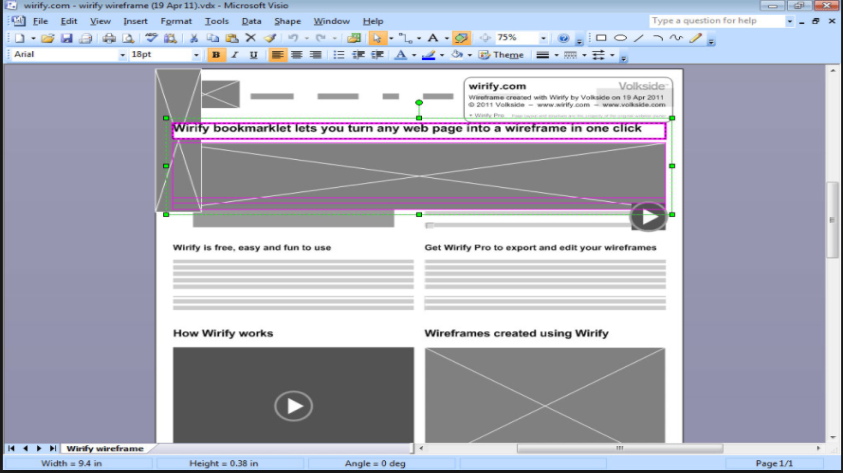 wirify.com - wirify wireframe (19 Apr 11).vdx - Microsoft Visio
File Edit View Insert Format Tools Data Shape Window Help
Type a question for help
75%
Theme
Arial
18pt
B I U
A
wirify.com
Volkside
Wireframe created with Wirify by Volkside on 19 Apr 2011
© 2011 Volkside – www.wirify.com – www.volkside.com
+ Wirify Pro
Wirify bookmarklet lets you turn any web page into a wireframe in one click
Wirify is free, easy and fun to use
Get Wirify Pro to export and edit your wireframes
How Wirify works
Wireframes created using Wirify
Wirify wireframe
Width = 9.4 in
Height = 0.38 in
Angle = 0 deg
Page 1/1